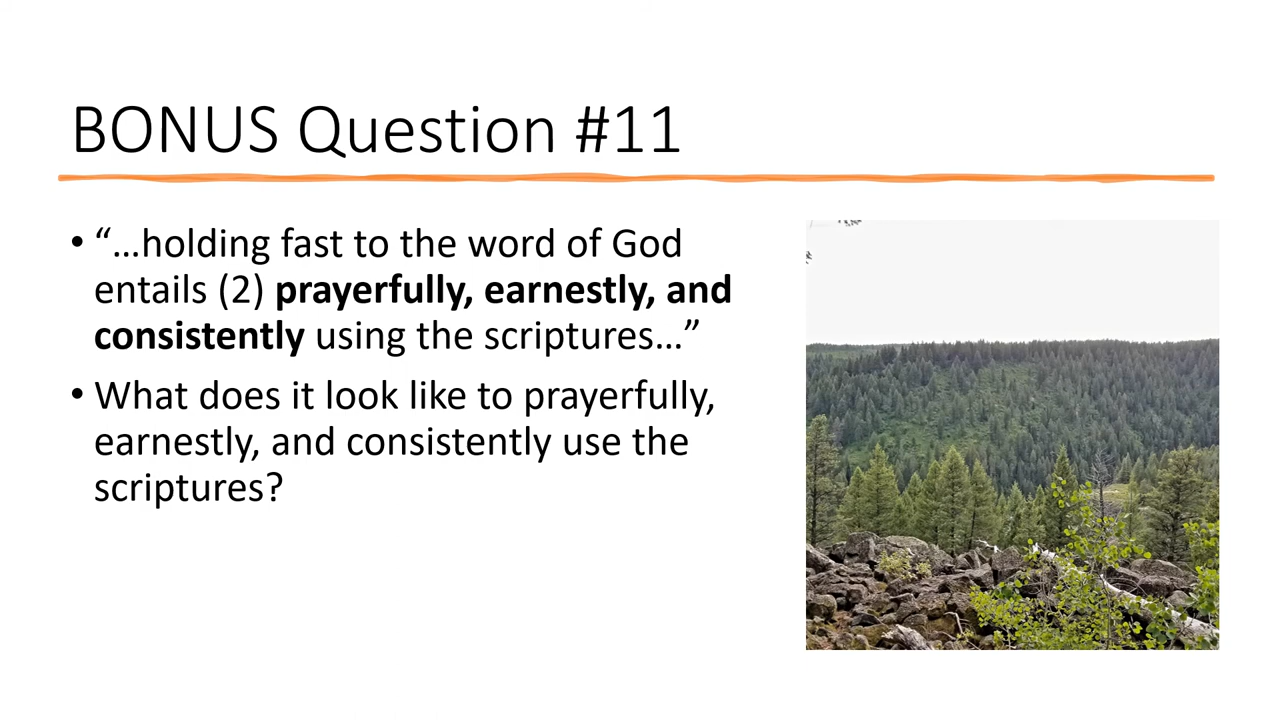 BONUS Question #11
• “…holding fast to the word of God
entails (2) prayerfully, earnestly, and
consistently using the scriptures…”
• What does it look like to prayerfully,
earnestly, and consistently use the
scriptures?